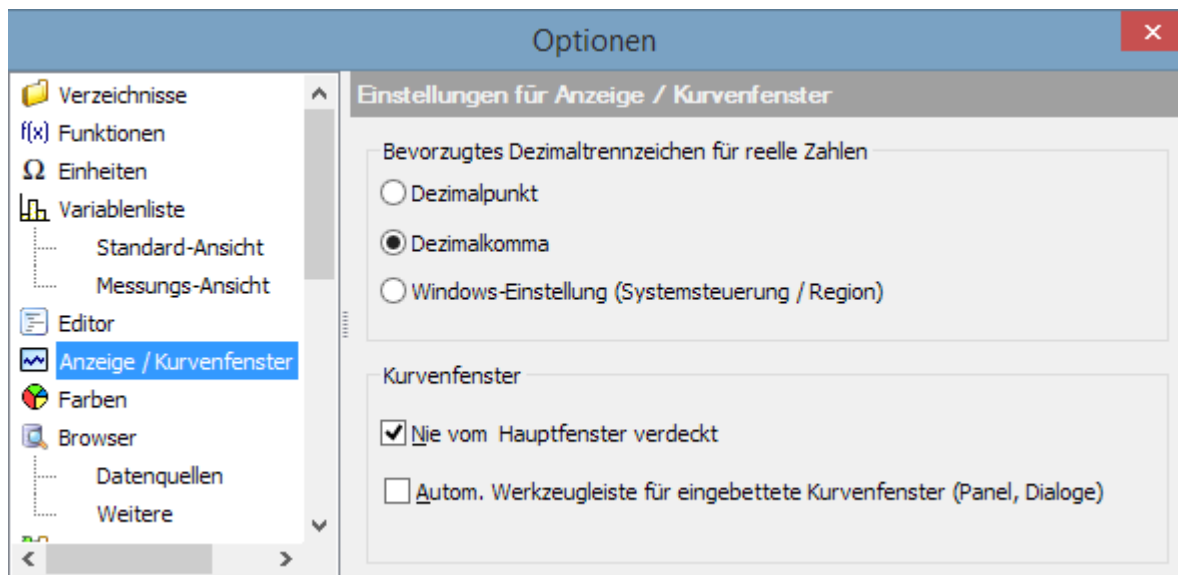 Optionen
Verzeichnisse
f(x) Funktionen
Ω Einheiten
Variablenliste
Standard-Ansicht
Messungs-Ansicht
Editor
Anzeige / Kurvenfenster
Farben
Browser
Datenquellen
Weitere
Einstellungen für Anzeige / Kurvenfenster
Bevorzugtes Dezimaltrennzeichen für reelle Zahlen
Dezimalpunkt
Dezimalkomma
Windows-Einstellung (Systemsteuerung / Region)
Kurvenfenster
Nie vom Hauptfenster verdeckt
Autom. Werkzeugleiste für eingebettete Kurvenfenster (Panel, Dialoge)